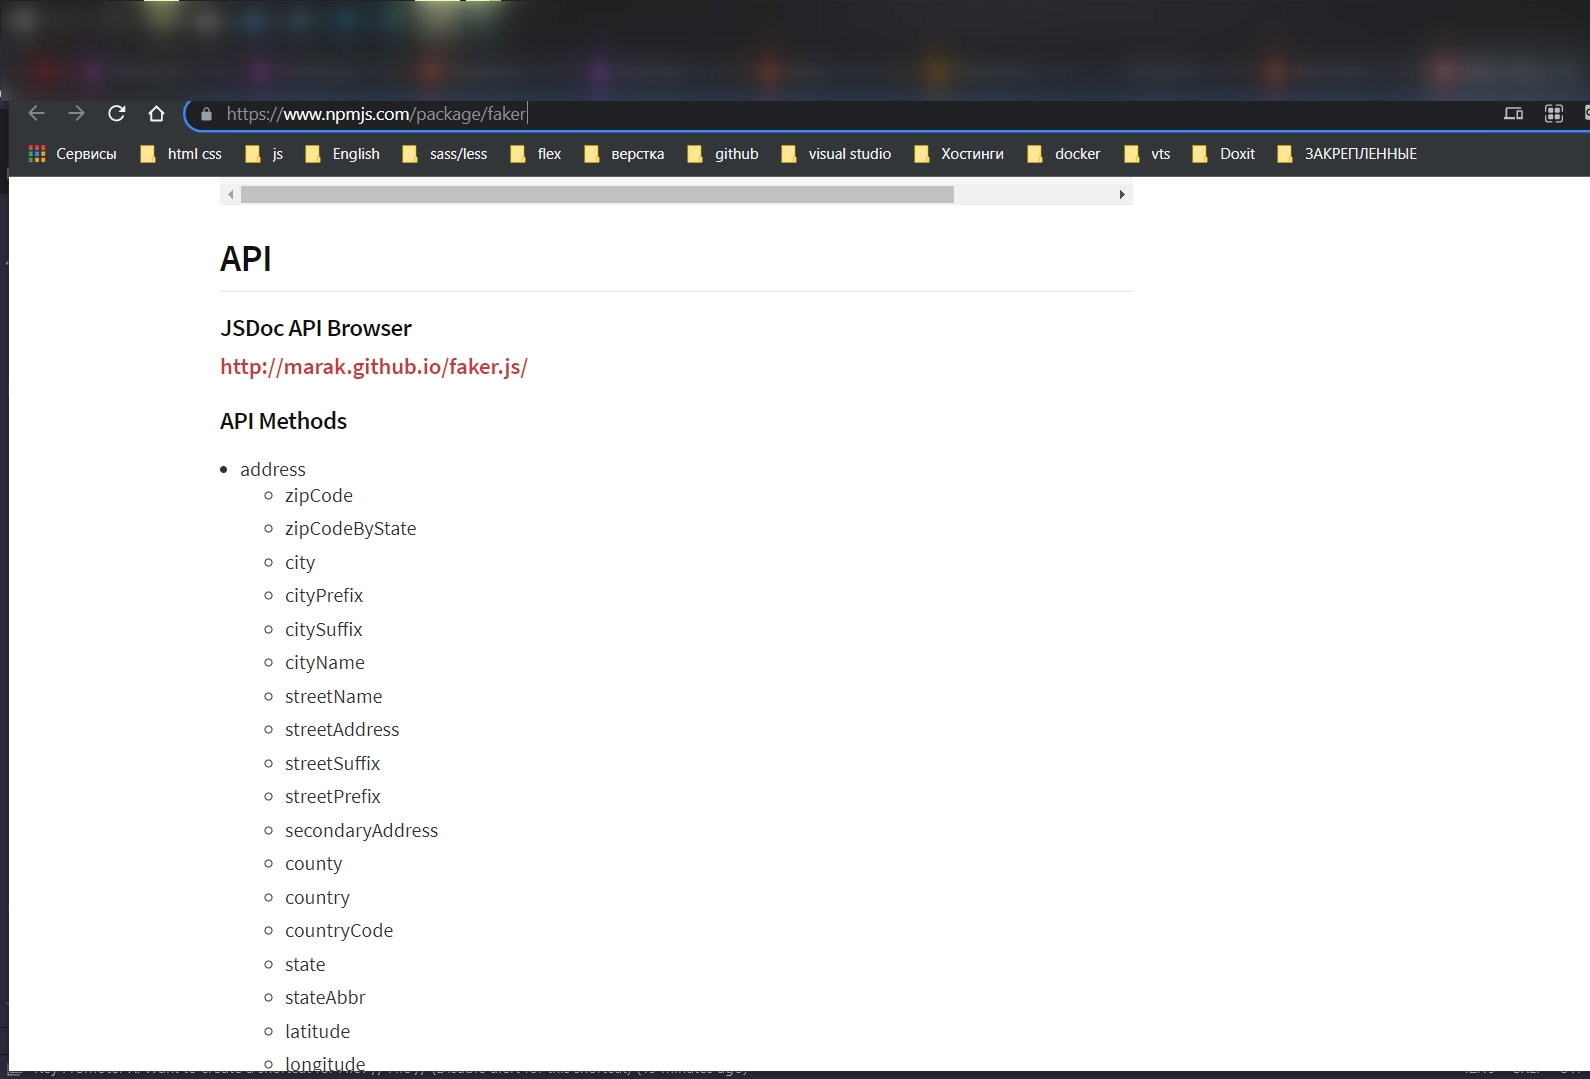 https://www.npmjs.com/package/faker
Сервисы html css js English sass/less flex верстка github visual studio Хостинги docker vts Doxit ЗАКРЕПЛЕННЫЕ
API
JSDoc API Browser
http://marak.github.io/faker.js/
API Methods
address
zipCode
zipCodeByState
city
cityPrefix
citySuffix
cityName
streetName
streetAddress
streetSuffix
streetPrefix
secondaryAddress
county
country
countryCode
state
stateAbbr
latitude
longitude